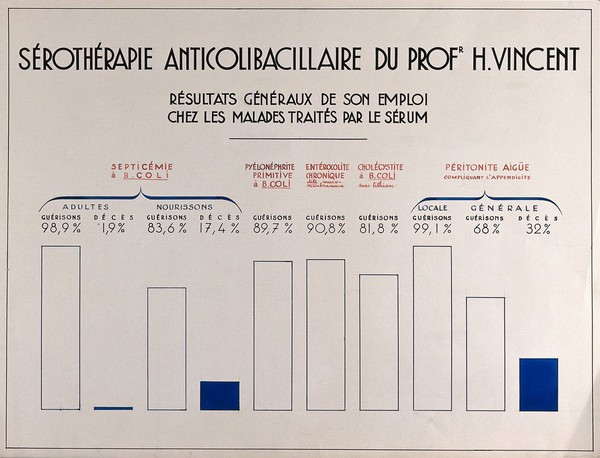 SÉROTHÉRAPIE ANTICOLIBACILLAIRE DU PROFR H. VINCENT
RÉSULTATS GÉNÉRAUX DE SON EMPLOI
CHEZ LES MALADES TRAITÉS PAR LE SÉRUM
SEPTICÉMIE
à B.COLI
PYÉLONÉPHRITE
PRIMITIVE
à B.COLI
ENTÉROCOLITE
CHRONIQUE
CHOLÉCYSTITE
à B.COLI
PÉRITONITE AIGÜE
COMPLIQUANT L'APPENDICITE
ADULTES
NOURISSONS
LOCALE
GÉNÉRALE
GUÉRISONS DÉCÈS GUÉRISONS DÉCÈS GUÉRISONS GUÉRISONS GUÉRISONS GUÉRISONS GUÉRISONS DÉCÈS
98,9% 1,9% 83,6% 17,4% 89,7% 90,8% 81,8% 99,1% 68% 32%